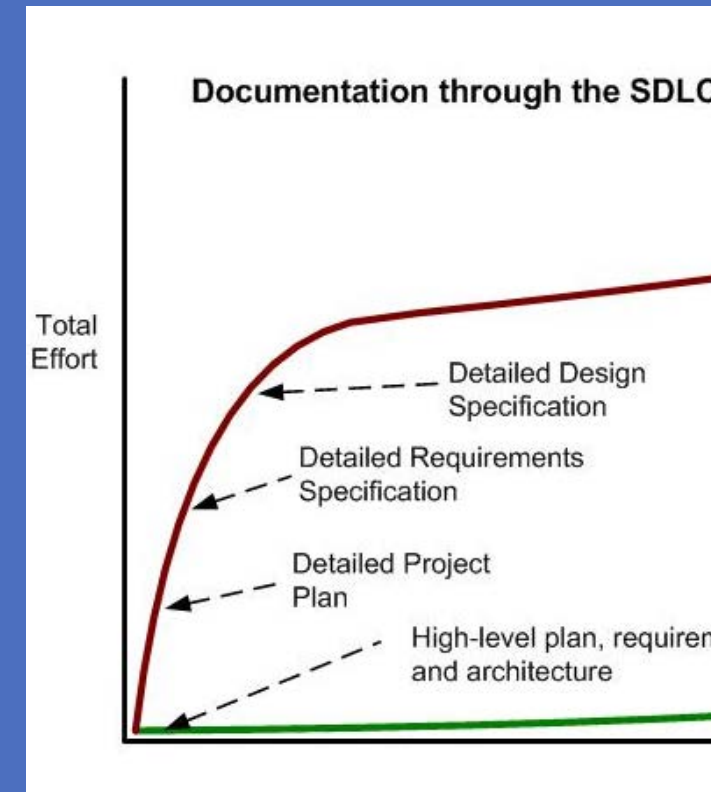 Documentation through the SDLC
Total
Effort
Detailed Design
Specification
Detailed Requirements
Specification
Detailed Project
Plan
High-level plan,
and architecture